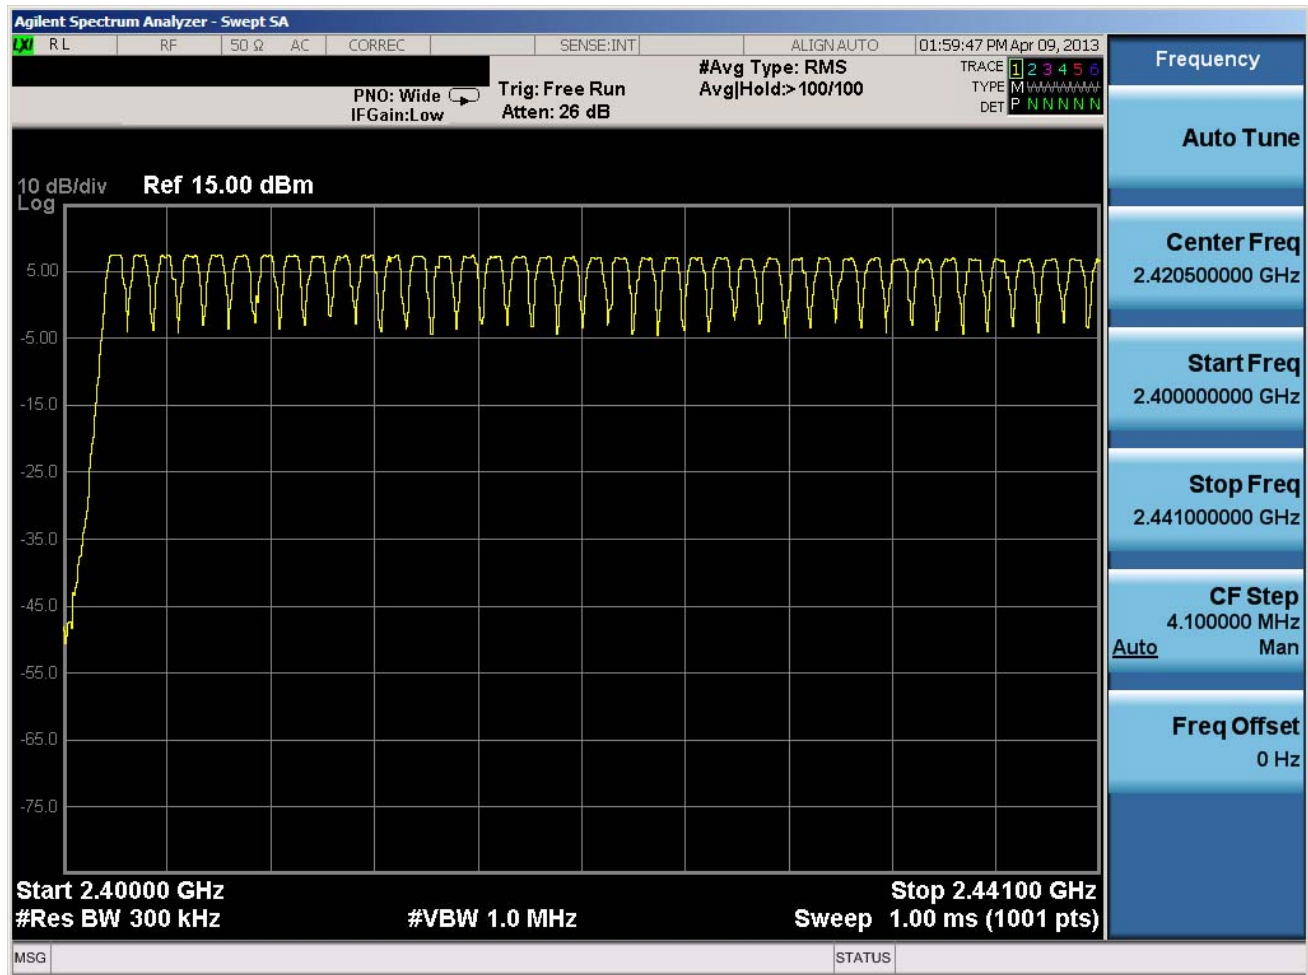 Agilent Spectrum Analyzer - Swept SA
LXI RL RF 50 Ω AC CORREC SENSE:INT ALIGN AUTO 01:59:47 PM Apr 09, 2013
PNO: Wide
IFGain:Low
Trig: Free Run
Atten: 26 dB
#Avg Type: RMS
Avg|Hold:>100/100
TRACE 1 2 3 4 5 6
TYPE M WWWWW
DET P N N N N N
10 dB/div Ref 15.00 dBm
Log
5.00
-5.00
-15.0
-25.0
-35.0
-45.0
-55.0
-65.0
-75.0
Start 2.40000 GHz Stop 2.44100 GHz
#Res BW 300 kHz #VBW 1.0 MHz Sweep 1.00 ms (1001 pts)
MSG STATUS
Frequency
Auto Tune
Center Freq
2.420500000 GHz
Start Freq
2.400000000 GHz
Stop Freq
2.441000000 GHz
CF Step
4.100000 MHz
Auto Man
Freq Offset
0 Hz